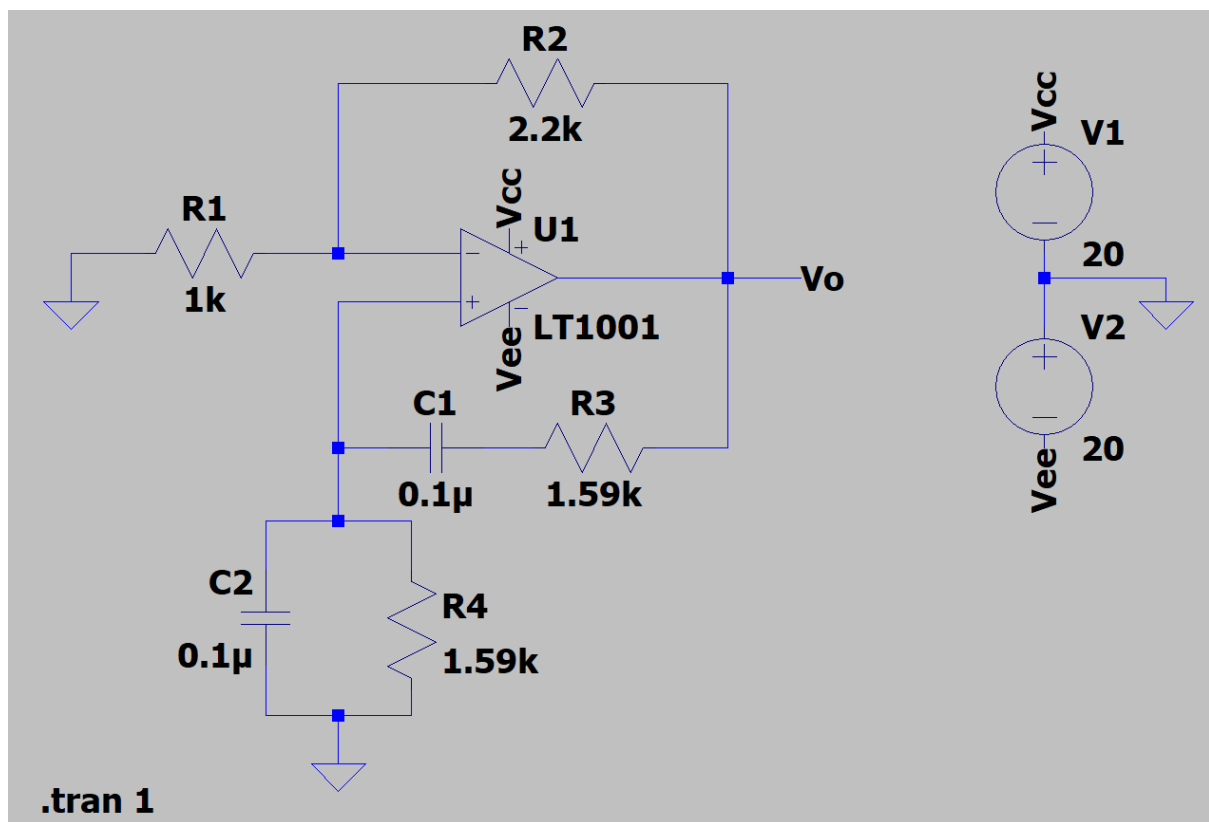 R2
2.2k
R1
1k
Vcc
U1
LT1001
Vee
Vo
C1
0.1µ
R3
1.59k
C2
0.1µ
R4
1.59k
.tran 1
Vcc
V1
20
V2
20
Vee